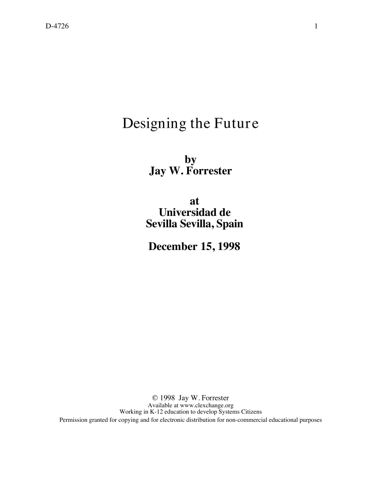 D-4726 1
Designing the Future
by
Jay W. Forrester
at
Universidad de
Sevilla Sevilla, Spain
December 15, 1998
© 1998 Jay W. Forrester
Available at www.clexchange.org
Working in K-12 education to develop Systems Citizens
Permission granted for copying and for electronic distribution for non-commercial educational purposes